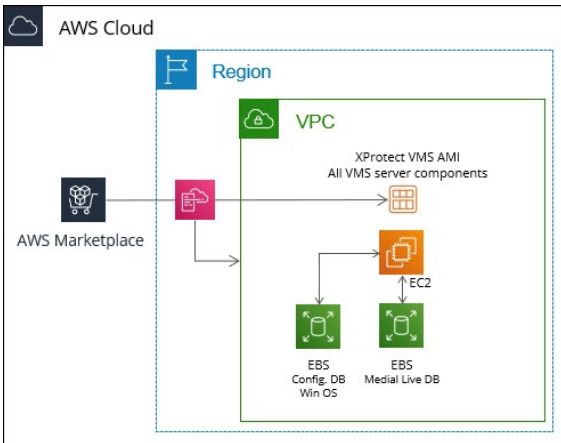 AWS Cloud
Region
VPC
XProtect VMS AMI
All VMS server components
AWS Marketplace
EC2
EBS
Config. DB
Win OS
EBS
Medial Live DB